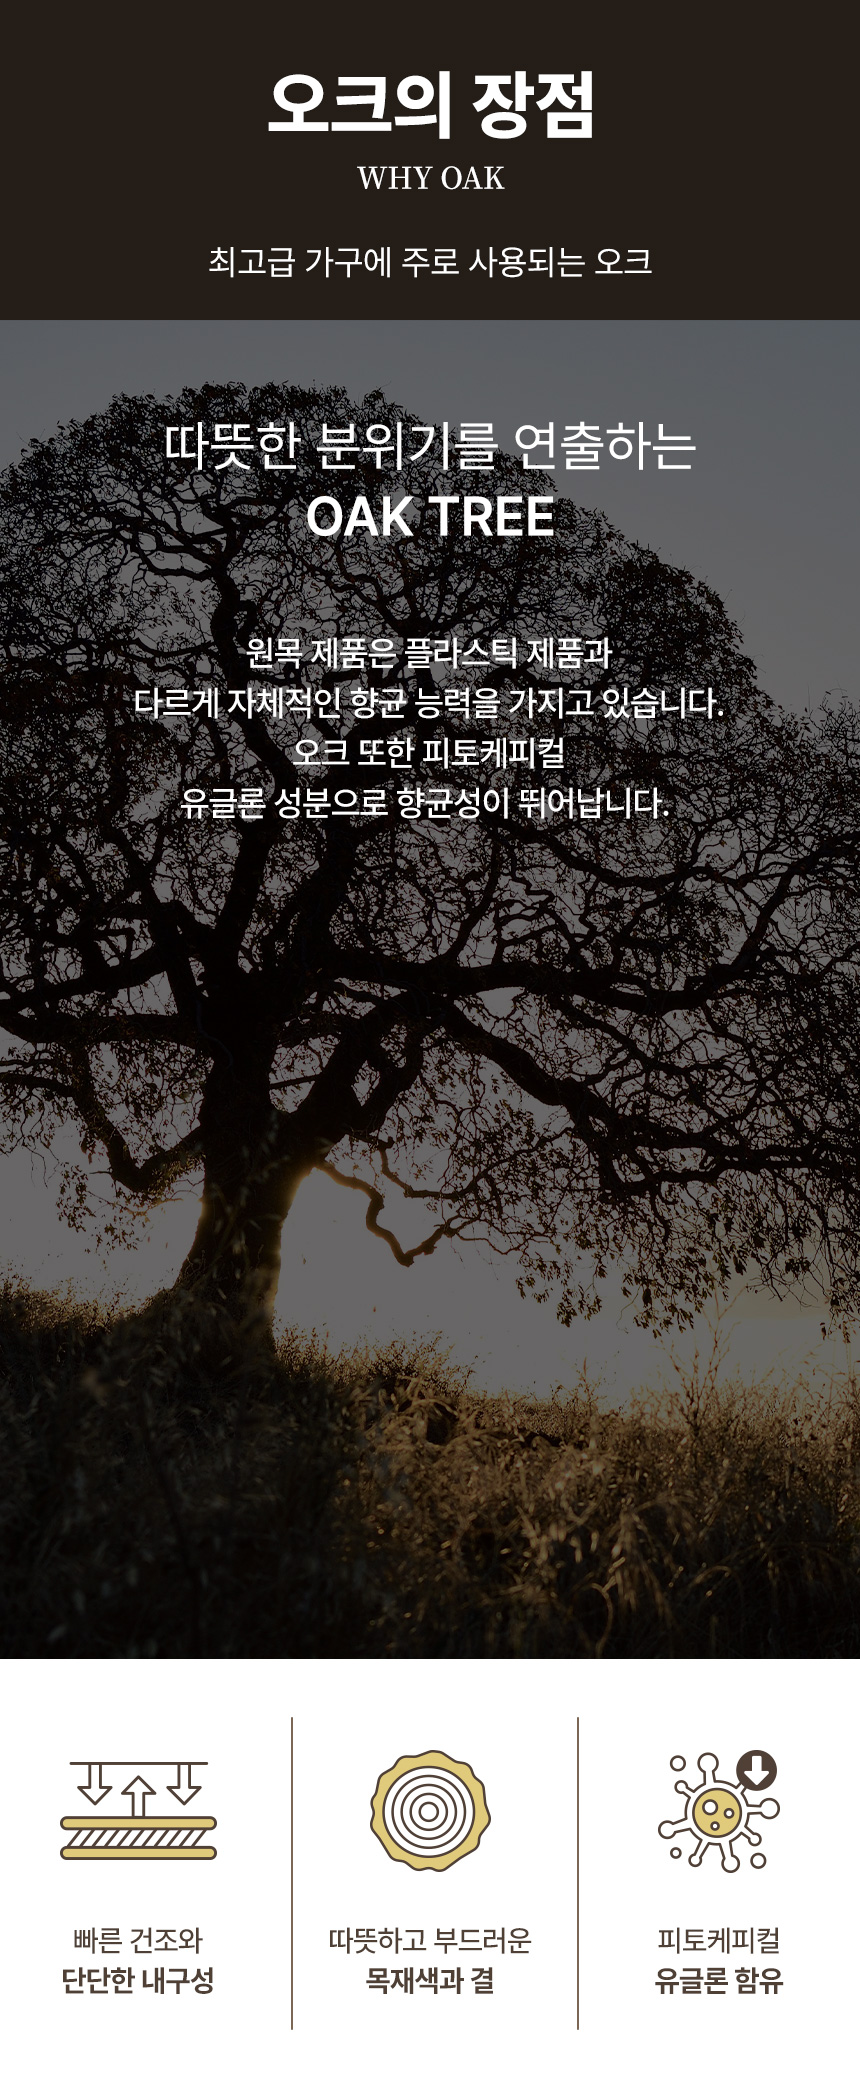 오크의 장점
WHY OAK
최고급 가구에 주로 사용되는 오크
따뜻한 분위기를 연출하는
OAK TREE
원목 제품은 플라스틱 제품과
다르게 자체적인 향균 능력을 가지고 있습니다.
오크 또한 피토케피컬
유글론 성분으로 향균성이 뛰어납니다.
빠른 건조와
단단한 내구성
따뜻하고 부드러운
목재색과 결
피토케피컬
유글론 함유